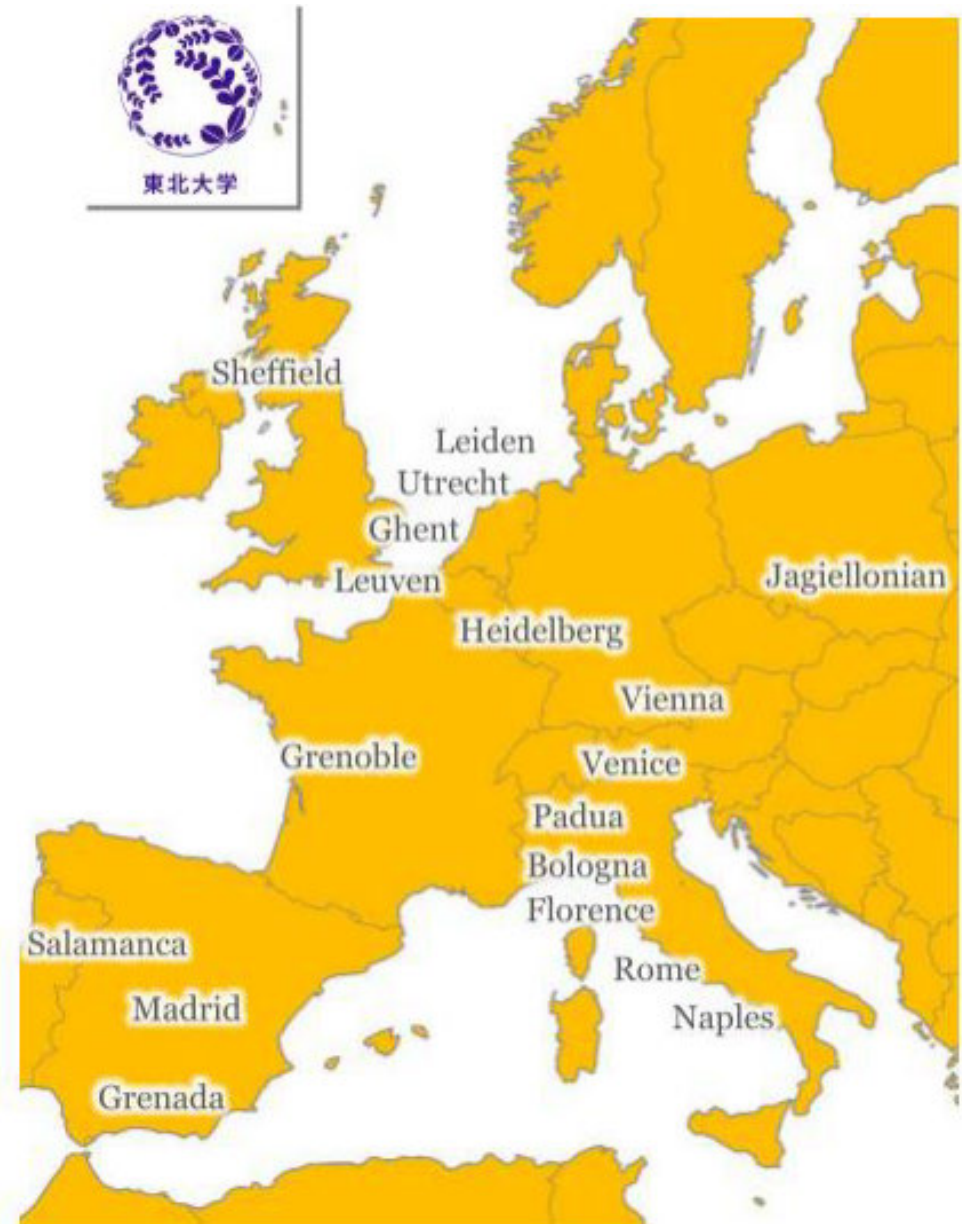 東北大学
Sheffield
Leiden
Utrecht
Ghent
Leuven
Jagiellonian
Heidelberg
Vienna
Grenoble
Venice
Padua
Bologna
Florence
Salamanca
Rome
Madrid
Naples
Grenada